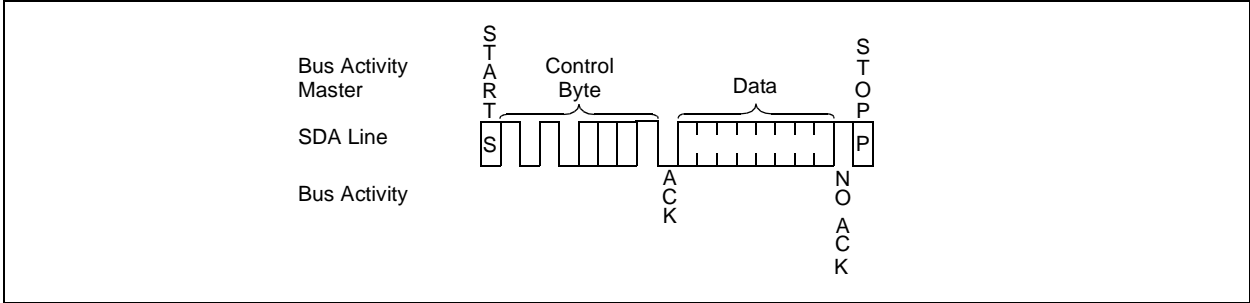 Bus Activity
Master
START
Control
Byte
Data
STOP
SDA Line
S
P
Bus Activity
ACK
NO ACK